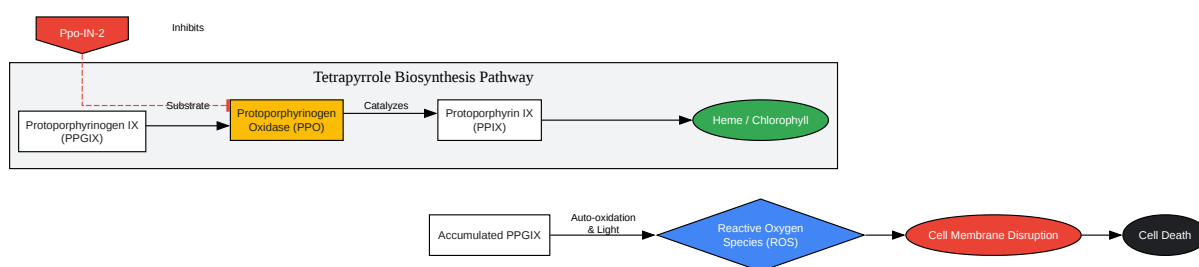 Ppo-IN-2
Inhibits
Tetrapyrrole Biosynthesis Pathway
Protoporphyrinogen IX
(PPGIX)
Substrate
Protoporphyrinogen
Oxidase (PPO)
Catalyzes
Protoporphyrin IX
(PPIX)
Heme / Chlorophyll
Accumulated PPGIX
Auto-oxidation
& Light
Reactive Oxygen
Species (ROS)
Cell Membrane Disruption
Cell Death